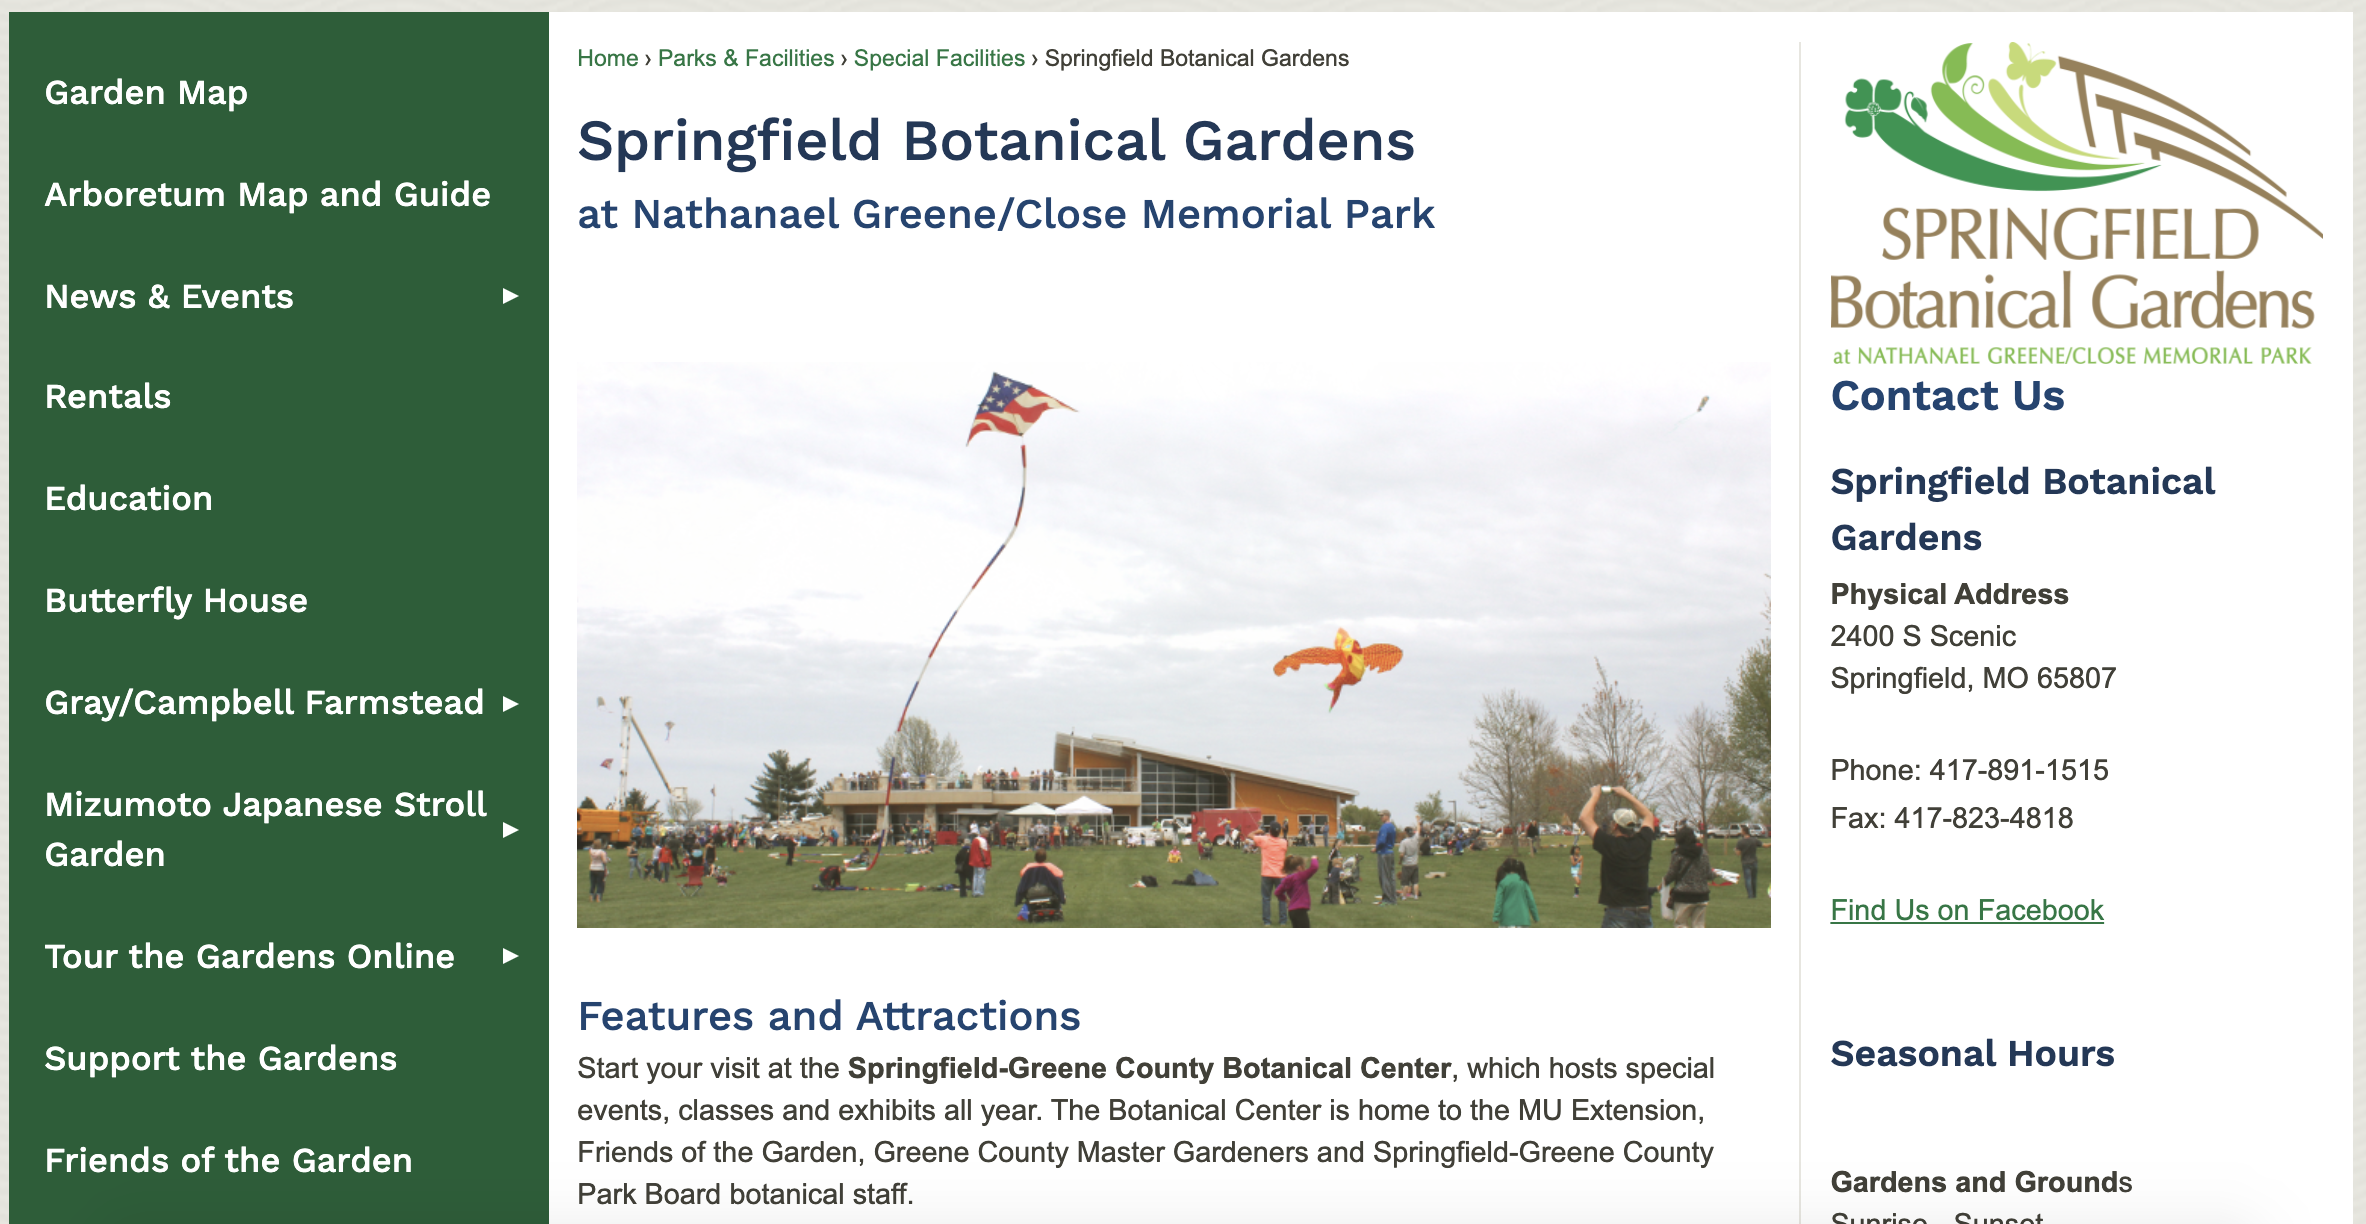 Garden Map
Arboretum Map and Guide
News & Events ►
Rentals
Education
Butterfly House
Gray/Campbell Farmstead ►
Mizumoto Japanese Stroll
Garden ►
Tour the Gardens Online ►
Support the Gardens
Friends of the Garden
Home › Parks & Facilities › Special Facilities › Springfield Botanical Gardens
Springfield Botanical Gardens
at Nathanael Greene/Close Memorial Park
Features and Attractions
Start your visit at the Springfield-Greene County Botanical Center, which hosts special
events, classes and exhibits all year. The Botanical Center is home to the MU Extension,
Friends of the Garden, Greene County Master Gardeners and Springfield-Greene County
Park Board botanical staff.
SPRINGFIELD
Botanical Gardens
at NATHANAEL GREENE/CLOSE MEMORIAL PARK
Contact Us
Springfield Botanical
Gardens
Physical Address
2400 S Scenic
Springfield, MO 65807
Phone: 417-891-1515
Fax: 417-823-4818
Find Us on Facebook
Seasonal Hours
Gardens and Grounds
Sunrise - Sunset